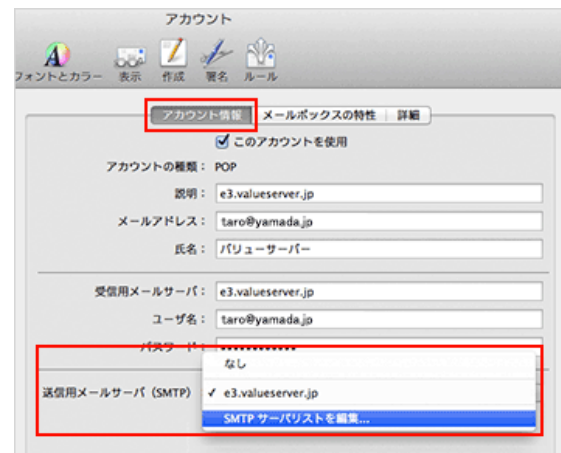 アカウント
フォントとカラー 表示 作成 署名 ルール
アカウント情報 メールボックスの特性 詳細
このアカウントを使用
アカウントの種類： POP
説明： e3.valueserver.jp
メールアドレス： taro@yamada.jp
氏名： バリューサーバー
受信用メールサーバ： e3.valueserver.jp
ユーザ名： taro@yamada.jp
パスワード： ••••••••••••
なし
送信用メールサーバ（SMTP） ✓ e3.valueserver.jp
SMTP サーバリストを編集...